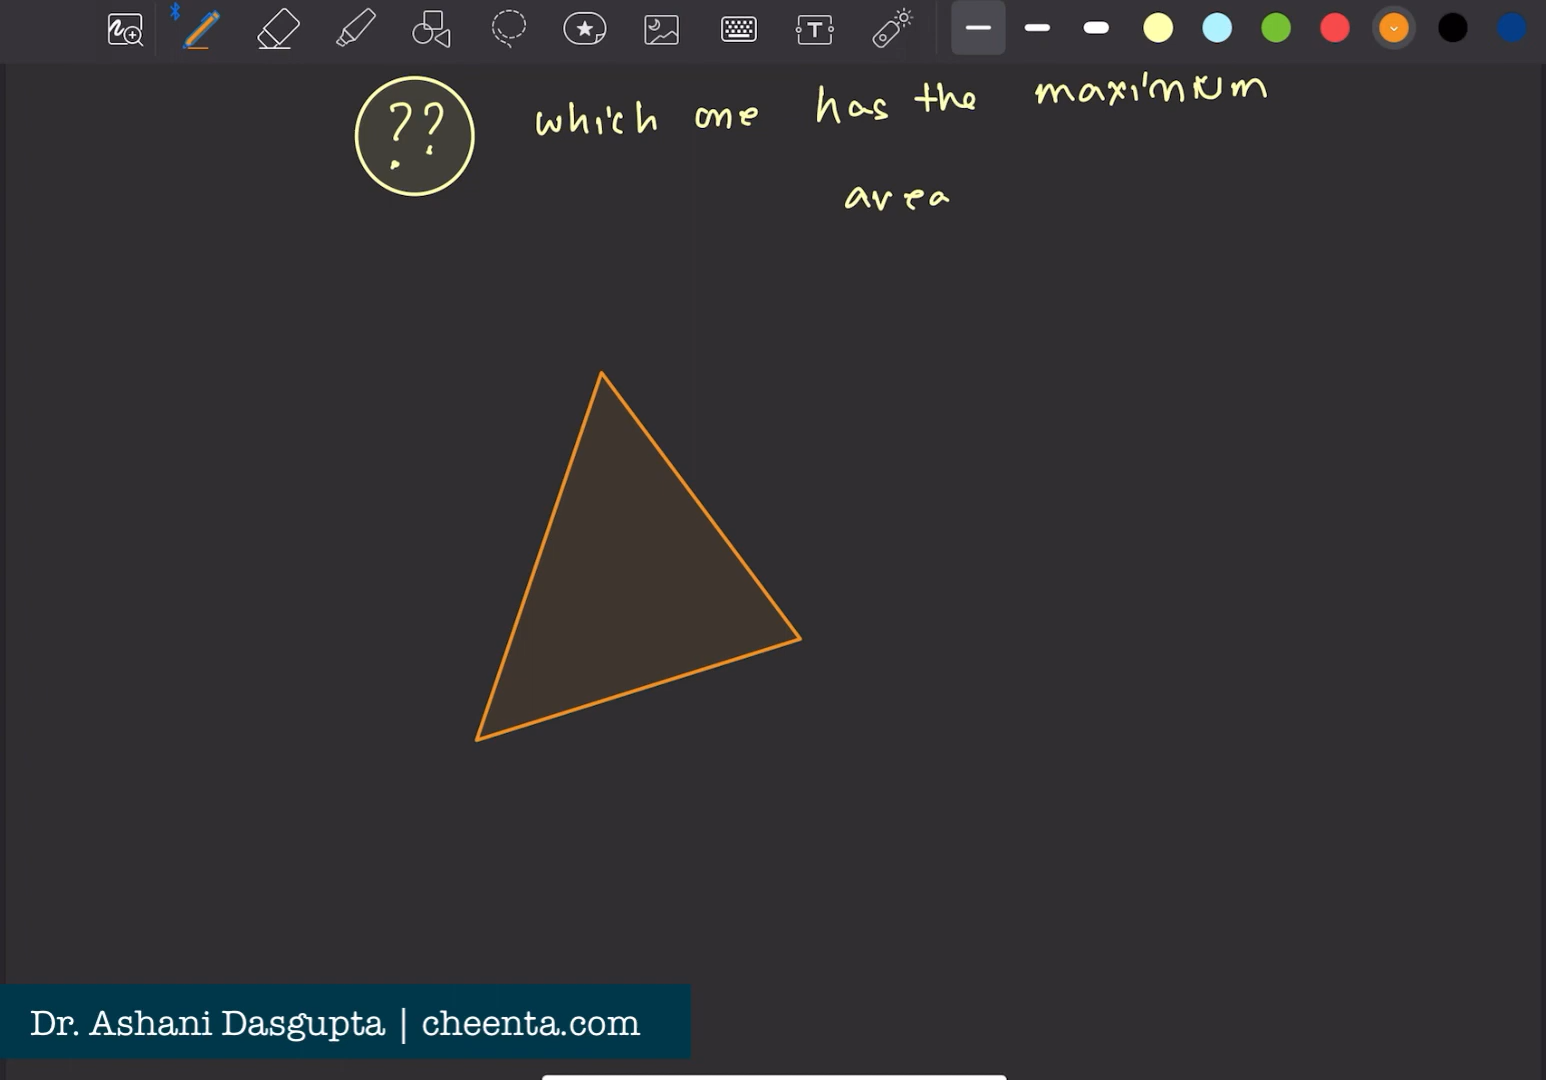 ?? which one has the maximum
area
Dr. Ashani Dasgupta | cheenta.com